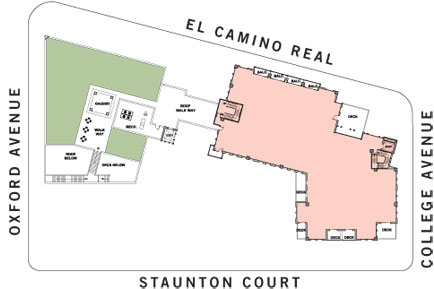 EL CAMINO REAL
OXFORD AVENUE
COLLEGE AVENUE
STAUNTON COURT
GAZEBO
ROOF
WALK WAY
DECK
WALK
WAY
ROOF
BELOW
DECK BELOW
DECK
DECK
DECK
DECK
DECK
DECK